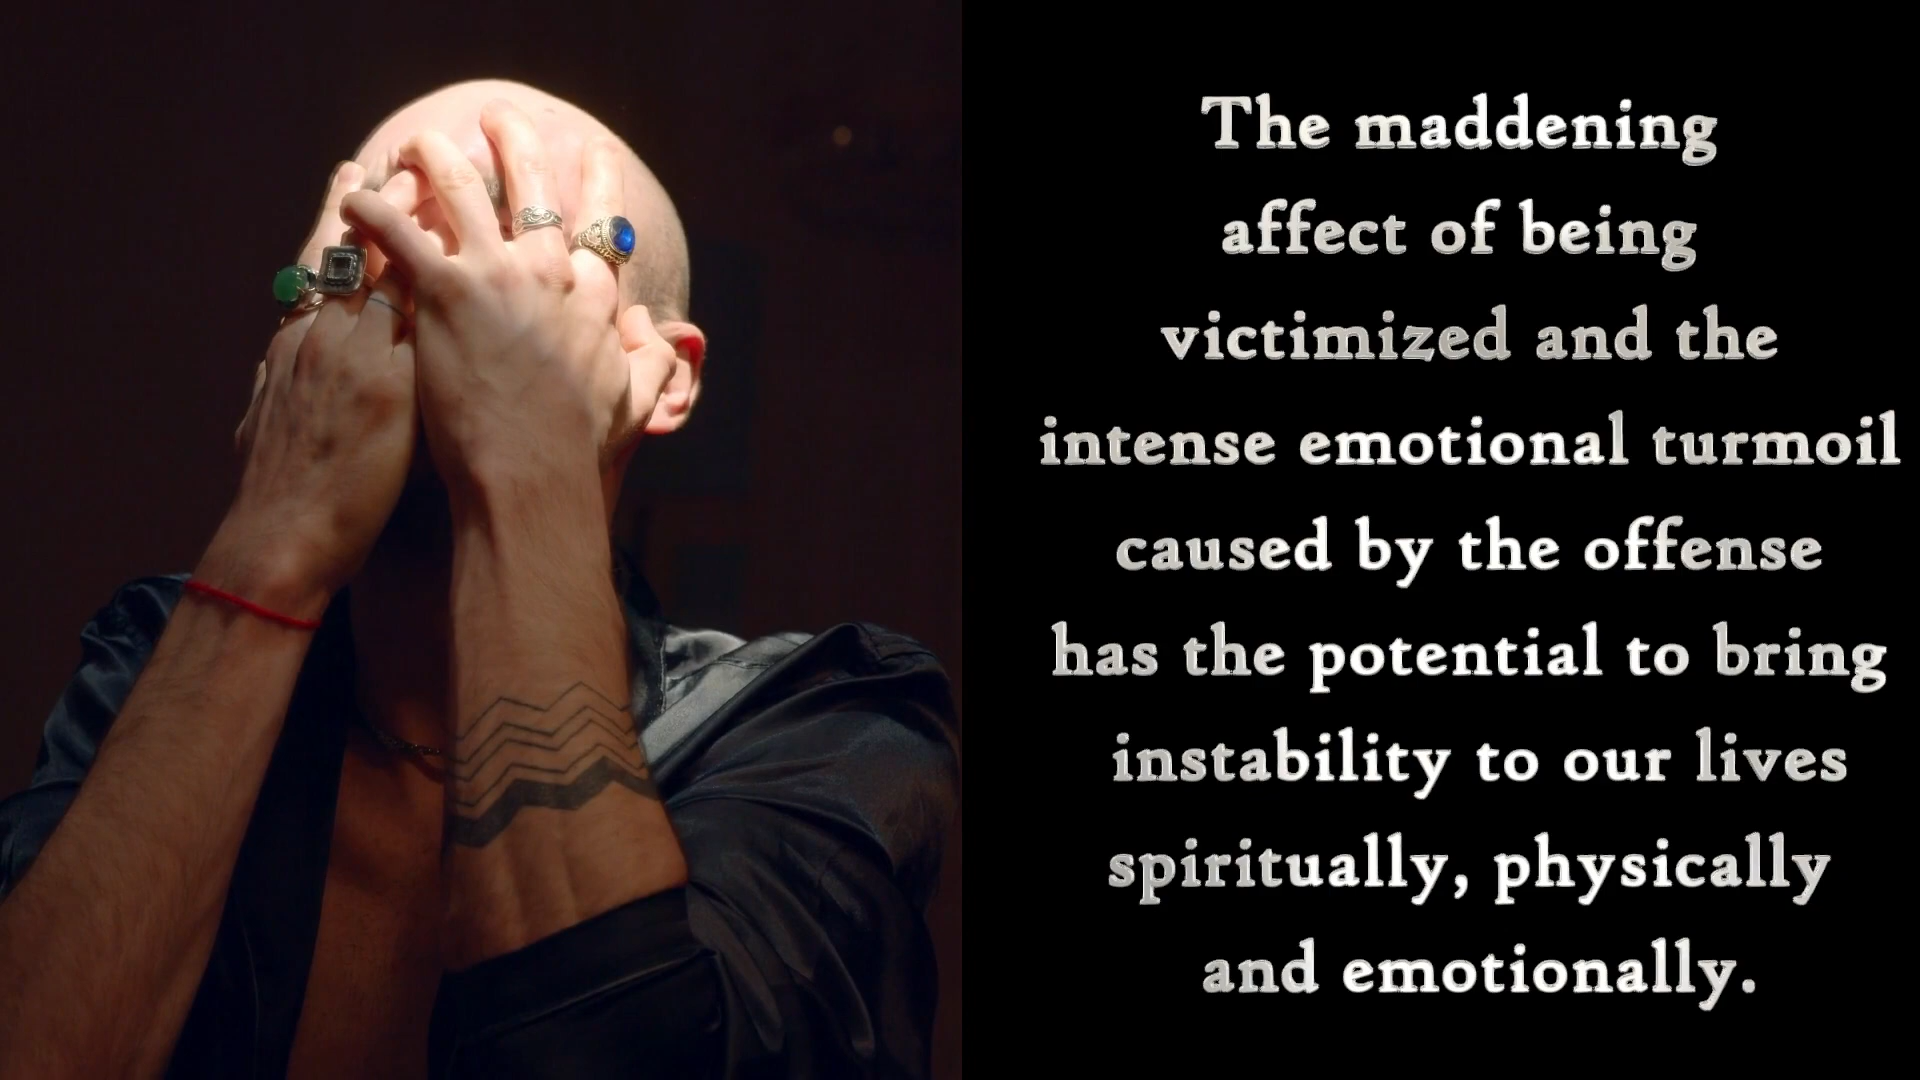 The maddening
affect of being
victimized and the
intense emotional turmoil
caused by the offense
has the potential to bring
instability to our lives
spiritually, physically
and emotionally.